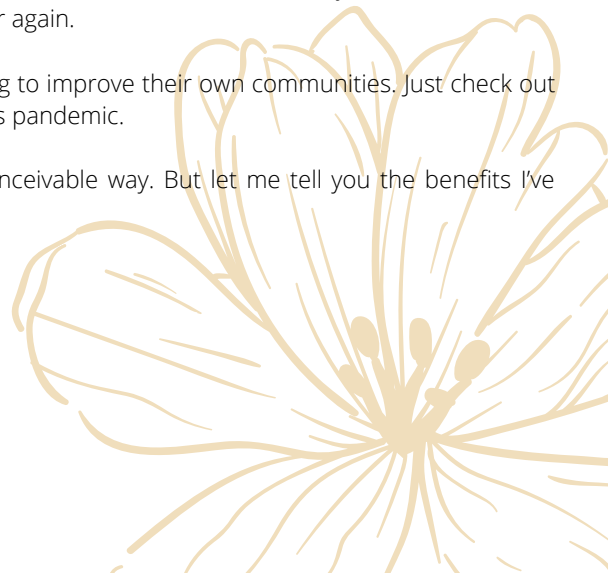 r again.
g to improve their own communities. Just check out
s pandemic.
nceivable way. But let me tell you the benefits I've